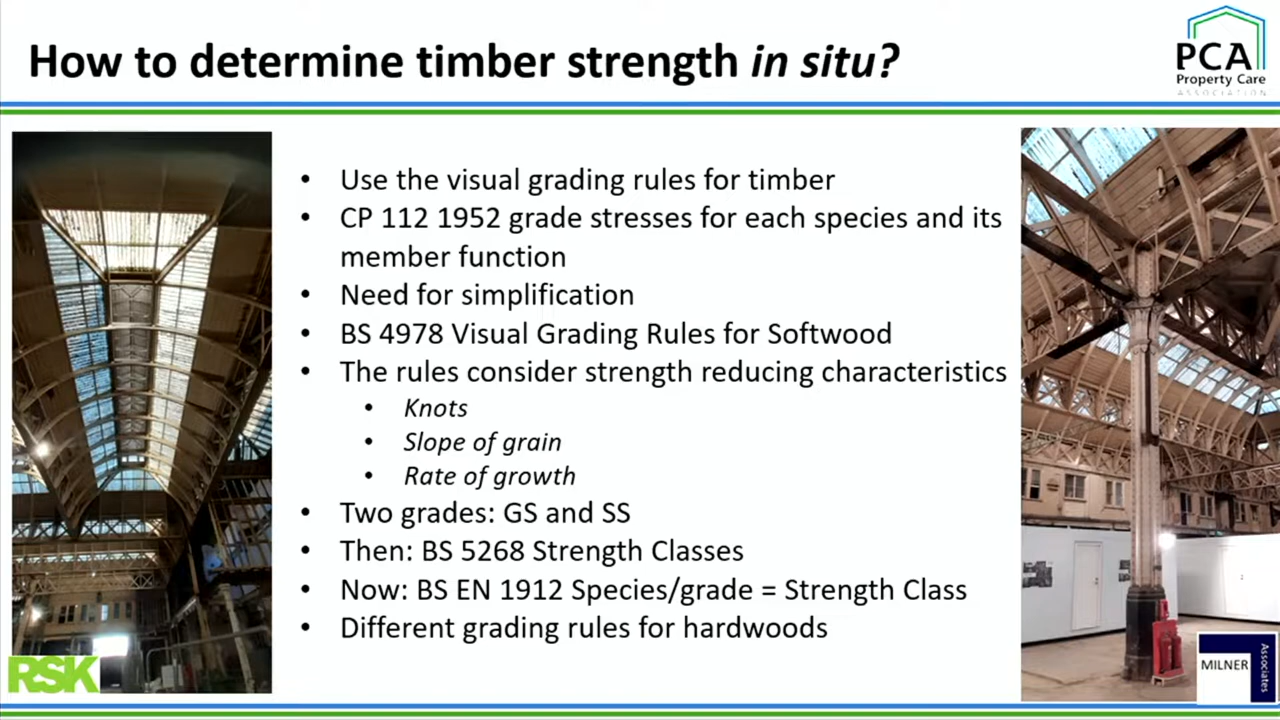 How to determine timber strength in situ?
PCA
Property Care
ASSOCIATION
• Use the visual grading rules for timber
• CP 112 1952 grade stresses for each species and its
member function
• Need for simplification
• BS 4978 Visual Grading Rules for Softwood
• The rules consider strength reducing characteristics
• Knots
• Slope of grain
• Rate of growth
• Two grades: GS and SS
• Then: BS 5268 Strength Classes
• Now: BS EN 1912 Species/grade = Strength Class
• Different grading rules for hardwoods
RSK
MILNER
Associates